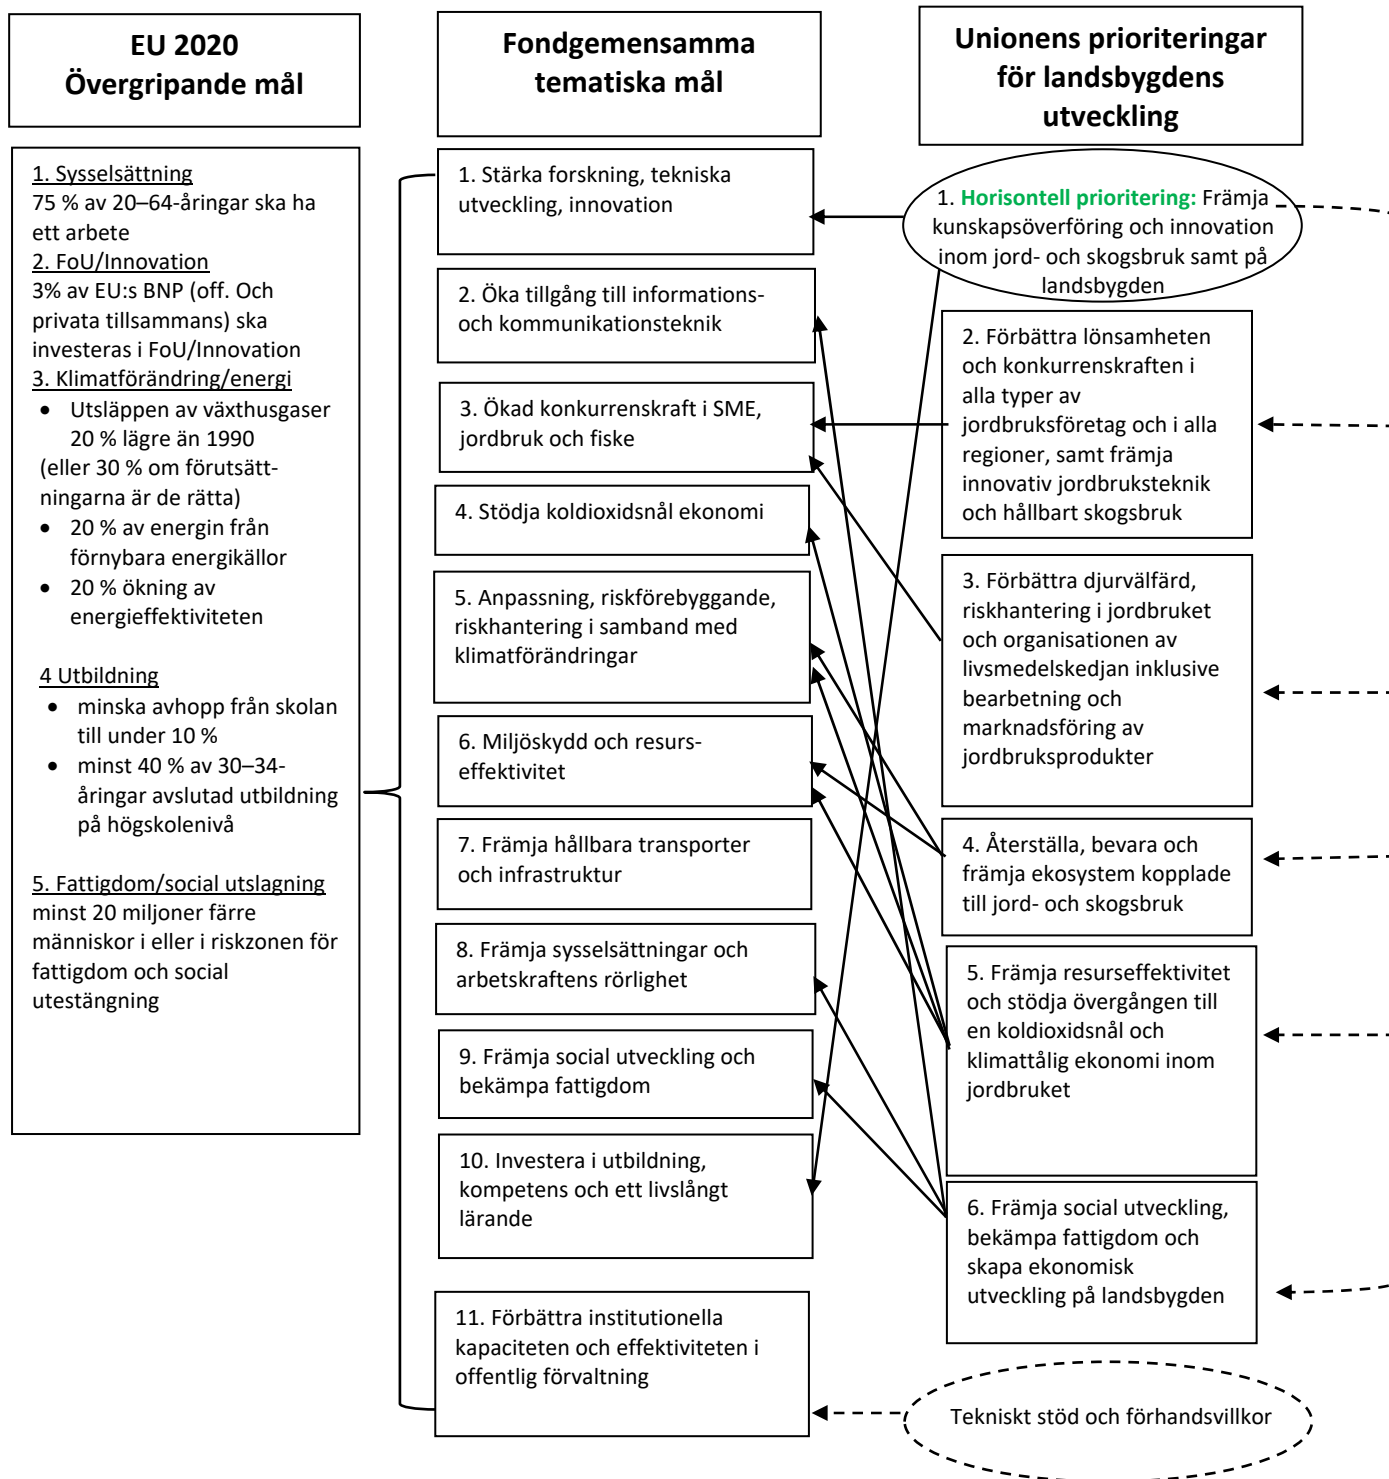 EU 2020
Övergripande mål
1. Sysselsättning
75 % av 20–64-åringar ska ha
ett arbete
2. FoU/Innovation
3% av EU:s BNP (off. Och
privata tillsammans) ska
investeras i FoU/Innovation
3. Klimatförändring/energi
• Utsläppen av växthusgaser
20 % lägre än 1990
(eller 30 % om förutsätt-
ningarna är de rätta)
• 20 % av energin från
förnybara energikällor
• 20 % ökning av
energieffektiviteten
4 Utbildning
• minska avhopp från skolan
till under 10 %
• minst 40 % av 30–34-
åringar avslutad utbildning
på högskolenivå
5. Fattigdom/social utslagning
minst 20 miljoner färre
människor i eller i riskzonen för
fattigdom och social
utestängning
Fondgemensamma
tematiska mål
1. Stärka forskning, tekniska
utveckling, innovation
2. Öka tillgång till informations-
och kommunikationsteknik
3. Ökad konkurrenskraft i SME,
jordbruk och fiske
4. Stödja koldioxidsnål ekonomi
5. Anpassning, riskförebyggande,
riskhantering i samband med
klimatförändringar
6. Miljöskydd och resurs-
effektivitet
7. Främja hållbara transporter
och infrastruktur
8. Främja sysselsättningar och
arbetskraftens rörlighet
9. Främja social utveckling och
bekämpa fattigdom
10. Investera i utbildning,
kompetens och ett livslångt
lärande
11. Förbättra institutionella
kapaciteten och effektiviteten i
offentlig förvaltning
Unionens prioriteringar
för landsbygdens
utveckling
1. Horisontell prioritering: Främja
kunskapsöverföring och innovation
inom jord- och skogsbruk samt på
landsbygden
2. Förbättra lönsamheten
och konkurrenskraften i
alla typer av
jordbruksföretag och i alla
regioner, samt främja
innovativ jordbruksteknik
och hållbart skogsbruk
3. Förbättra djurvälfärd,
riskhantering i jordbruket
och organisationen av
livsmedelskedjan inklusive
bearbetning och
marknadsföring av
jordbruksprodukter
4. Återställa, bevara och
främja ekosystem kopplade
till jord- och skogsbruk
5. Främja resurseffektivitet
och stödja övergången till
en koldioxidsnål och
klimattålig ekonomi inom
jordbruket
6. Främja social utveckling,
bekämpa fattigdom och
skapa ekonomisk
utveckling på landsbygden
Tekniskt stöd och förhandsvillkor